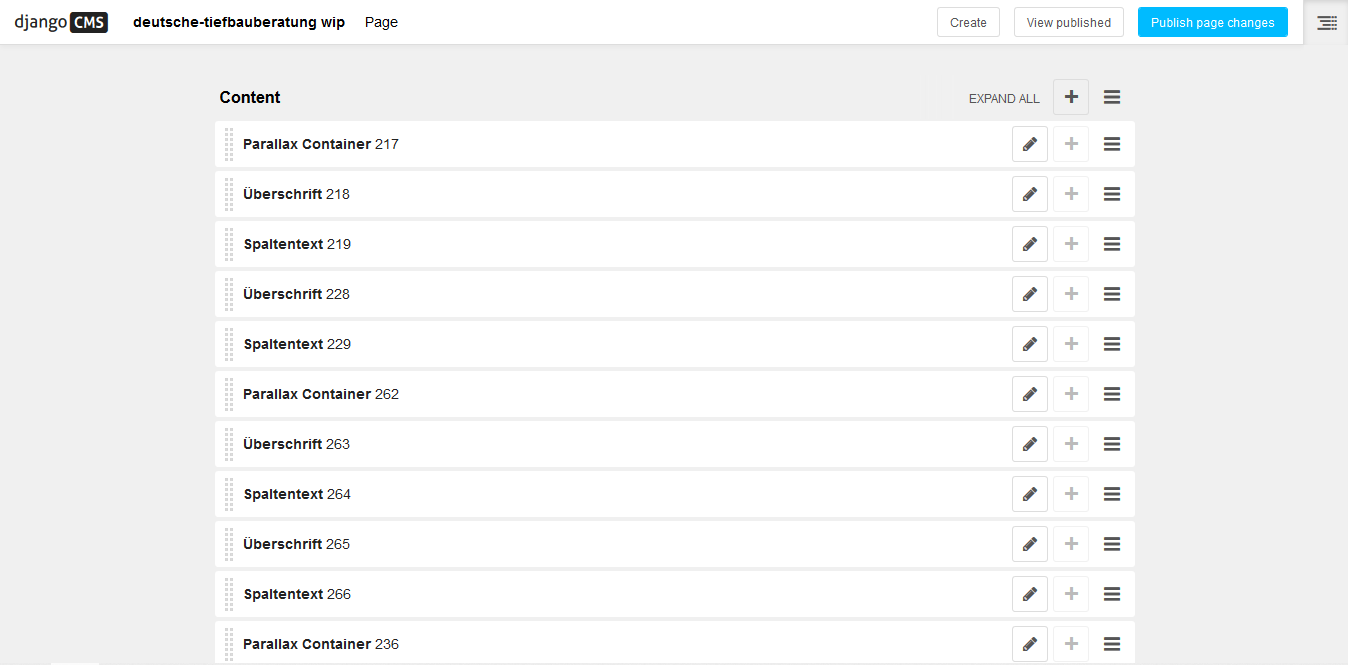 django CMS deutsche-tiefbauberatung wip Page Create View published Publish page changes
Content EXPAND ALL
Parallax Container 217
Überschrift 218
Spaltentext 219
Überschrift 228
Spaltentext 229
Parallax Container 262
Überschrift 263
Spaltentext 264
Überschrift 265
Spaltentext 266
Parallax Container 236